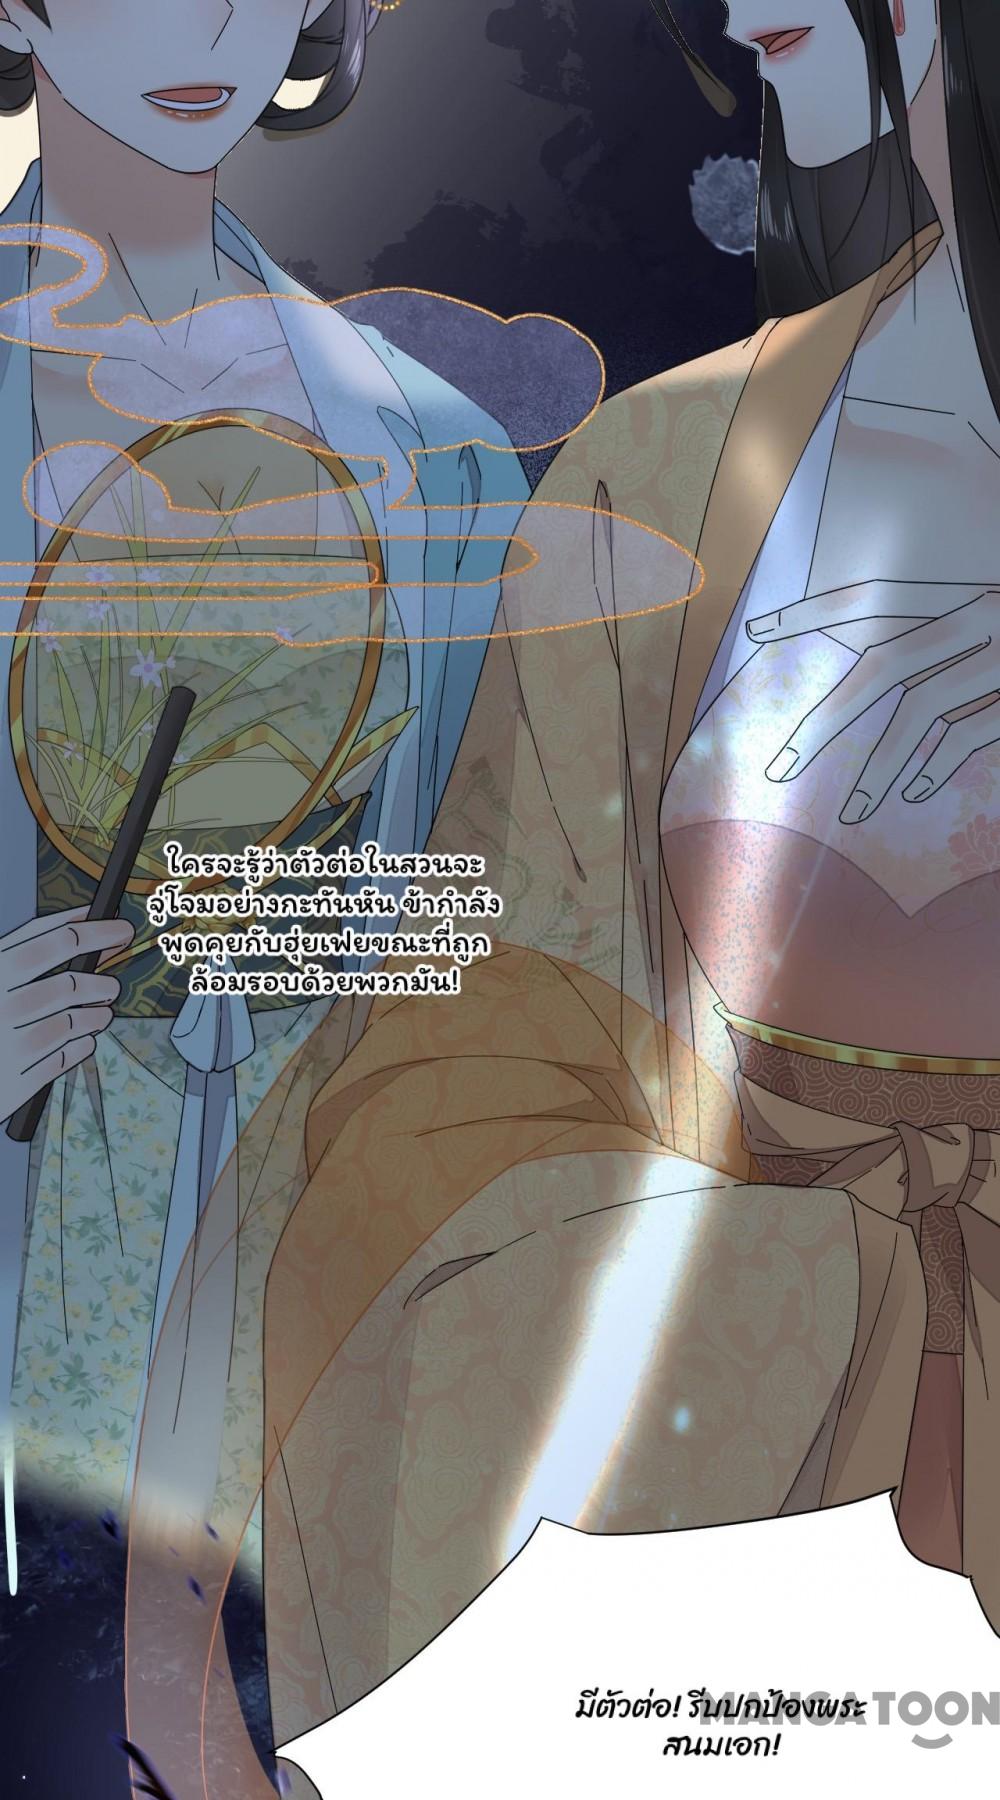 ใครจะรู้ว่าตัวต่อในสวนจะ
จู่โจมอย่างกะทันหัน ข้ากำลัง
พูดคุยกับฮุ่ยเฟยขณะที่ถูก
ล้อมรอบด้วยพวกมัน!
มีตัวต่อ! รีบปกป้องพระ
สนมเอก!
MANGATOON